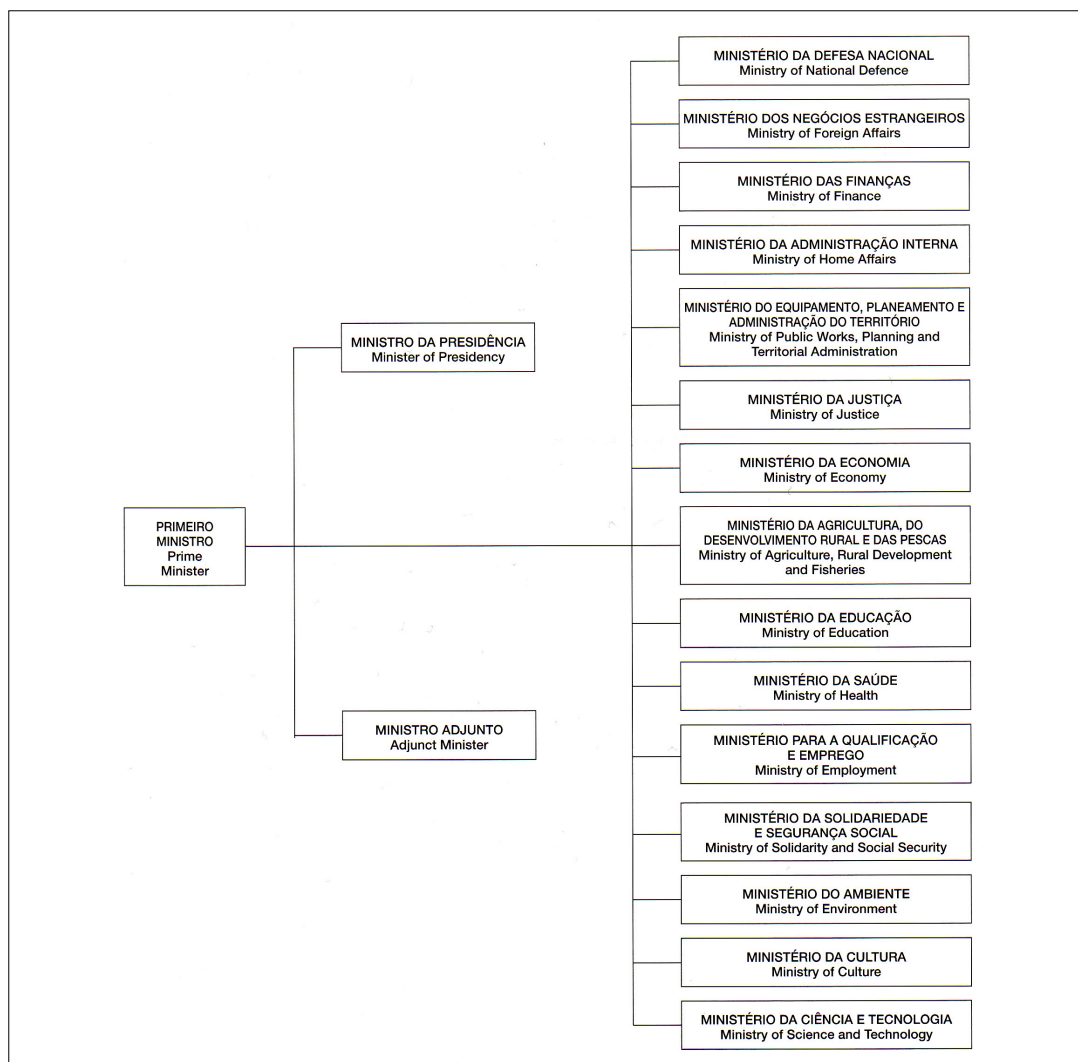 MINISTÉRIO DA DEFESA NACIONAL
Ministry of National Defence
MINISTÉRIO DOS NEGÓCIOS ESTRANGEIROS
Ministry of Foreign Affairs
MINISTÉRIO DAS FINANÇAS
Ministry of Finance
MINISTÉRIO DA ADMINISTRAÇÃO INTERNA
Ministry of Home Affairs
MINISTÉRIO DO EQUIPAMENTO, PLANEAMENTO E
ADMINISTRAÇÃO DO TERRITÓRIO
Ministry of Public Works, Planning and
Territorial Administration
MINISTRO DA PRESIDÊNCIA
Minister of Presidency
MINISTÉRIO DA JUSTIÇA
Ministry of Justice
MINISTÉRIO DA ECONOMIA
Ministry of Economy
PRIMEIRO
MINISTRO
Prime
Minister
MINISTÉRIO DA AGRICULTURA, DO
DESENVOLVIMENTO RURAL E DAS PESCAS
Ministry of Agriculture, Rural Development
and Fisheries
MINISTÉRIO DA EDUCAÇÃO
Ministry of Education
MINISTÉRIO DA SAÚDE
Ministry of Health
MINISTRO ADJUNTO
Adjunct Minister
MINISTÉRIO PARA A QUALIFICAÇÃO
E EMPREGO
Ministry of Employment
MINISTÉRIO DA SOLIDARIEDADE
E SEGURANÇA SOCIAL
Ministry of Solidarity and Social Security
MINISTÉRIO DO AMBIENTE
Ministry of Environment
MINISTÉRIO DA CULTURA
Ministry of Culture
MINISTÉRIO DA CIÊNCIA E TECNOLOGIA
Ministry of Science and Technology